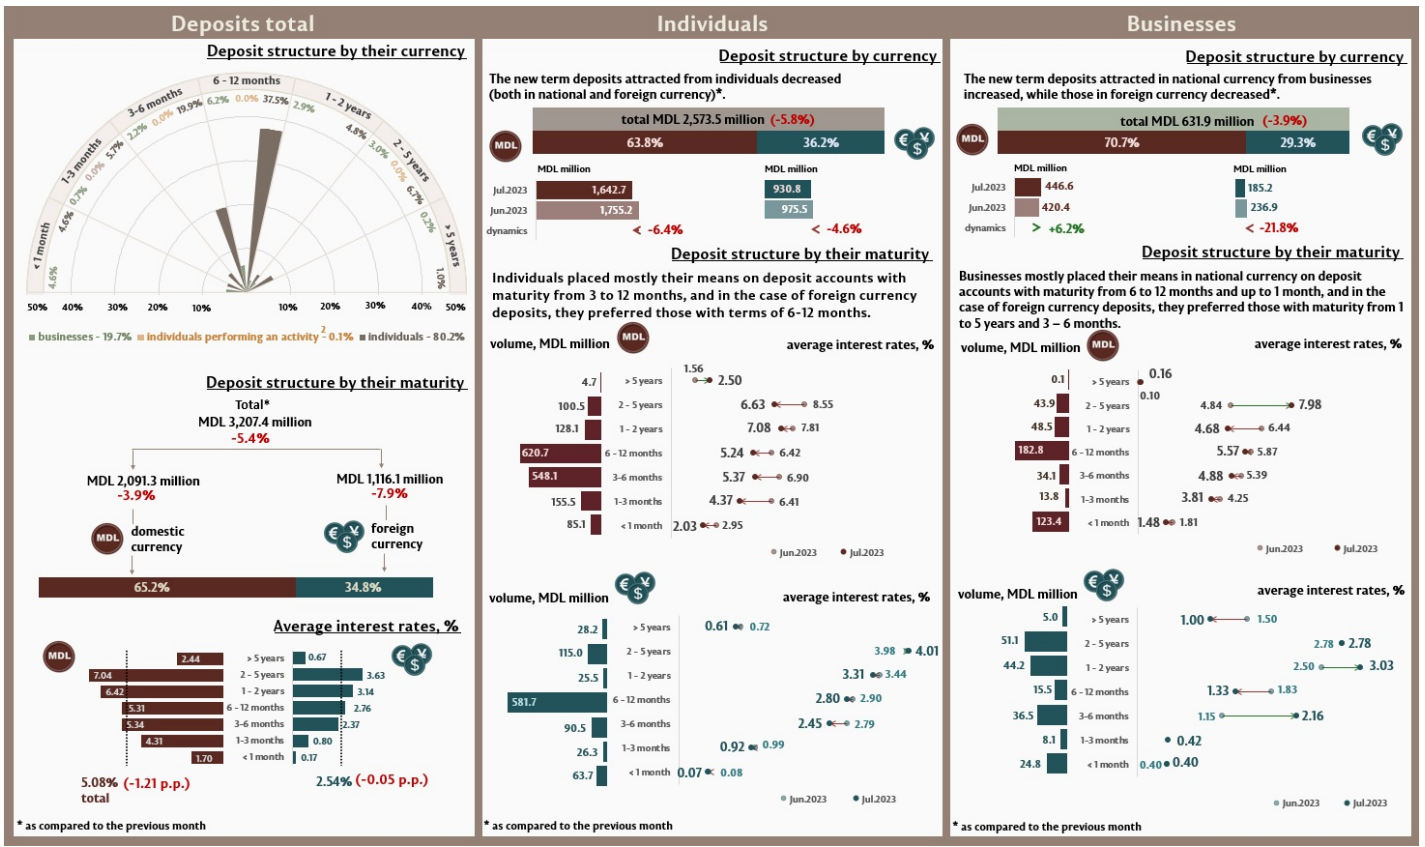 Deposits total
Deposit structure by their currency
< 1 month
1-3 months
3-6 months
6 - 12 months
1 - 2 years
2 - 5 years
> 5 years
4.6%
4.6%
0.7%
0.0%
5.7%
2.2%
0.0%
19.9%
6.2%
0.0%
37.5%
2.9%
4.8%
3.0%
0.0%
6.7%
0.2%
1.0%
50% 40% 30% 20% 10% 10% 20% 30% 40% 50%
businesses - 19.7% individuals performing an activity 2 - 0.1% individuals - 80.2%
Deposit structure by their maturity
Total*
MDL 3,207.4 million
-5.4%
MDL 2,091.3 million
-3.9%
MDL 1,116.1 million
-7.9%
MDL
domestic
currency
€ ¥ $
foreign
currency
65.2% 34.8%
Average interest rates, %
MDL
€ ¥ $
2.44 > 5 years 0.67
7.04 2 - 5 years 3.63
6.42 1 - 2 years 3.14
5.31 6 - 12 months 2.76
5.34 3-6 months 2.37
4.31 1-3 months 0.80
1.70 < 1 month 0.17
5.08% (-1.21 p.p.)
total
2.54% (-0.05 p.p.)
* as compared to the previous month
Individuals
Deposit structure by currency
The new term deposits attracted from individuals decreased
(both in national and foreign currency)*.
total MDL 2,573.5 million (-5.8%)
MDL
63.8% 36.2%
€ ¥ $
MDL million MDL million
Jul.2023 1,642.7 930.8
Jun.2023 1,755.2 975.5
dynamics < -6.4% < -4.6%
Deposit structure by their maturity
Individuals placed mostly their means on deposit accounts with
maturity from 3 to 12 months, and in the case of foreign currency
deposits, they preferred those with terms of 6-12 months.
volume, MDL million MDL average interest rates, %
4.7 > 5 years 1.56 2.50
100.5 2 - 5 years 6.63 8.55
128.1 1 - 2 years 7.08 7.81
620.7 6 - 12 months 5.24 6.42
548.1 3-6 months 5.37 6.90
155.5 1-3 months 4.37 6.41
85.1 < 1 month 2.03 2.95
Jun.2023 Jul.2023
volume, MDL million € ¥ $ average interest rates, %
28.2 > 5 years 0.61 0.72
115.0 2 - 5 years 3.98 4.01
25.5 1 - 2 years 3.31 3.44
581.7 6 - 12 months 2.80 2.90
90.5 3-6 months 2.45 2.79
26.3 1-3 months 0.92 0.99
63.7 < 1 month 0.07 0.08
Jun.2023 Jul.2023
* as compared to the previous month
Businesses
Deposit structure by currency
The new term deposits attracted in national currency from businesses
increased, while those in foreign currency decreased*.
total MDL 631.9 million (-3.9%)
MDL
70.7% 29.3%
€ ¥ $
MDL million MDL million
Jul.2023 446.6 185.2
Jun.2023 420.4 236.9
dynamics > +6.2% < -21.8%
Deposit structure by their maturity
Businesses mostly placed their means in national currency on deposit
accounts with maturity from 6 to 12 months and up to 1 month, and in the
case of foreign currency deposits, they preferred those with maturity from 1
to 5 years and 3 – 6 months.
volume, MDL million MDL average interest rates, %
0.1 > 5 years 0.16 0.10
43.9 2 - 5 years 4.84 7.98
48.5 1 - 2 years 4.68 6.44
182.8 6 - 12 months 5.57 5.87
34.1 3-6 months 4.88 5.39
13.8 1-3 months 3.81 4.25
123.4 < 1 month 1.48 1.81
Jun.2023 Jul.2023
volume, MDL million € ¥ $ average interest rates, %
5.0 > 5 years 1.00 1.50
51.1 2 - 5 years 2.78 2.78
44.2 1 - 2 years 2.50 3.03
15.5 6 - 12 months 1.33 1.83
36.5 3-6 months 1.15 2.16
8.1 1-3 months 0.42
24.8 < 1 month 0.40 0.40
Jun.2023 Jul.2023
* as compared to the previous month